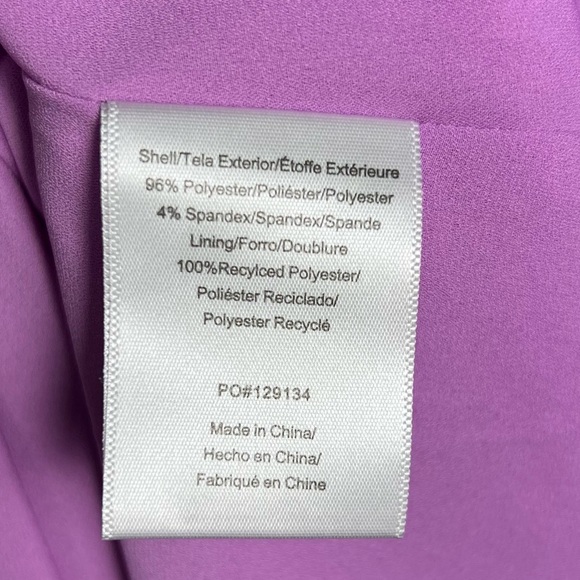 Shell/Tela Exterior/Étoffe Extérieure
96% Polyester/Poliéster/Polyester
4% Spandex/Spandex/Spande
Lining/Forro/Doublure
100%Recylced Polyester/
Poliéster Reciclado/
Polyester Recyclé
PO#129134
Made in China/
Hecho en China/
Fabriqué en Chine